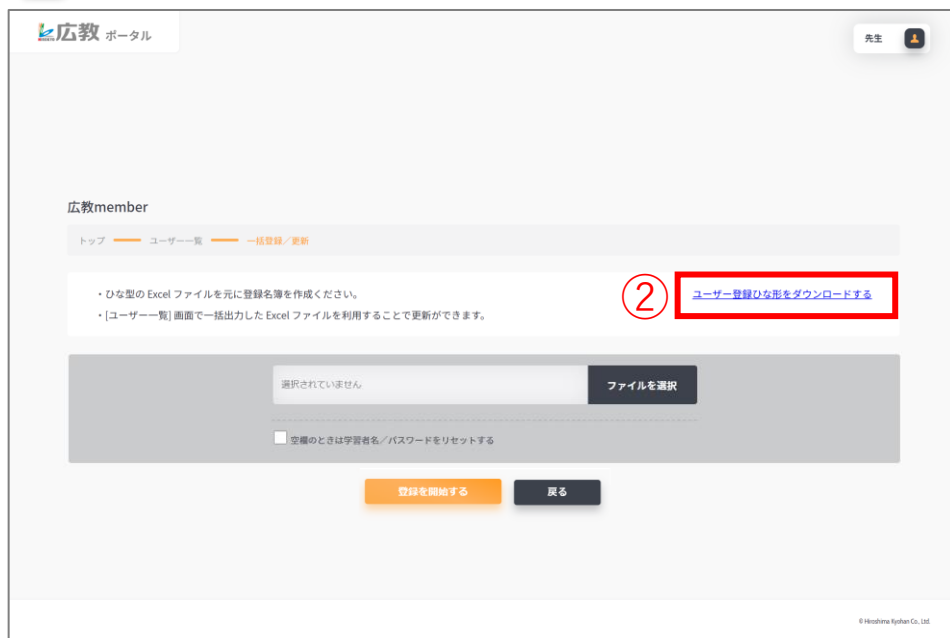 広教 ポータル
先生
広教member
トップ ユーザー一覧 一括登録／更新
・ひな型の Excel ファイルを元に登録名簿を作成ください。
・[ユーザー一覧] 画面で一括出力した Excel ファイルを利用することで更新ができます。
② ユーザー登録ひな形をダウンロードする
選択されていません ファイルを選択
空欄のときは学習者名／パスワードをリセットする
登録を開始する 戻る
© Hiroshima Kyohan Co., Ltd.